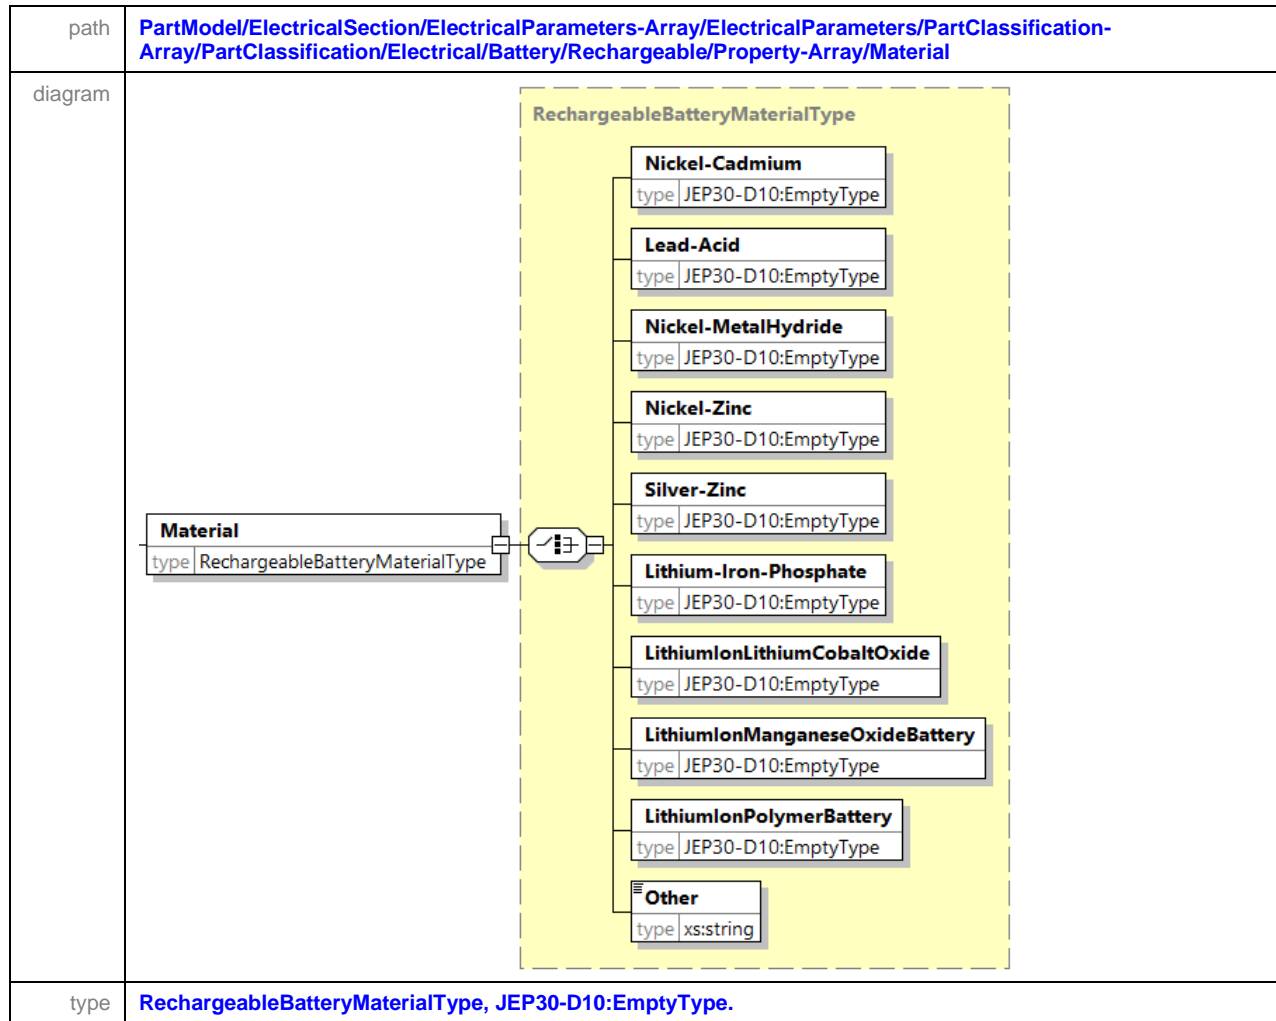 path
PartModel/ElectricalSection/ElectricalParameters-Array/ElectricalParameters/PartClassification-
Array/PartClassification/Electrical/Battery/Rechargeable/Property-Array/Material
diagram
RechargeableBatteryMaterialType
Nickel-Cadmium
type JEP30-D10:EmptyType
Lead-Acid
type JEP30-D10:EmptyType
Nickel-MetalHydride
type JEP30-D10:EmptyType
Nickel-Zinc
type JEP30-D10:EmptyType
Silver-Zinc
type JEP30-D10:EmptyType
Material
type RechargeableBatteryMaterialType
Lithium-Iron-Phosphate
type JEP30-D10:EmptyType
LithiumIonLithiumCobaltOxide
type JEP30-D10:EmptyType
LithiumIonManganeseOxideBattery
type JEP30-D10:EmptyType
LithiumIonPolymerBattery
type JEP30-D10:EmptyType
Other
type xs:string
type
RechargeableBatteryMaterialType, JEP30-D10:EmptyType.